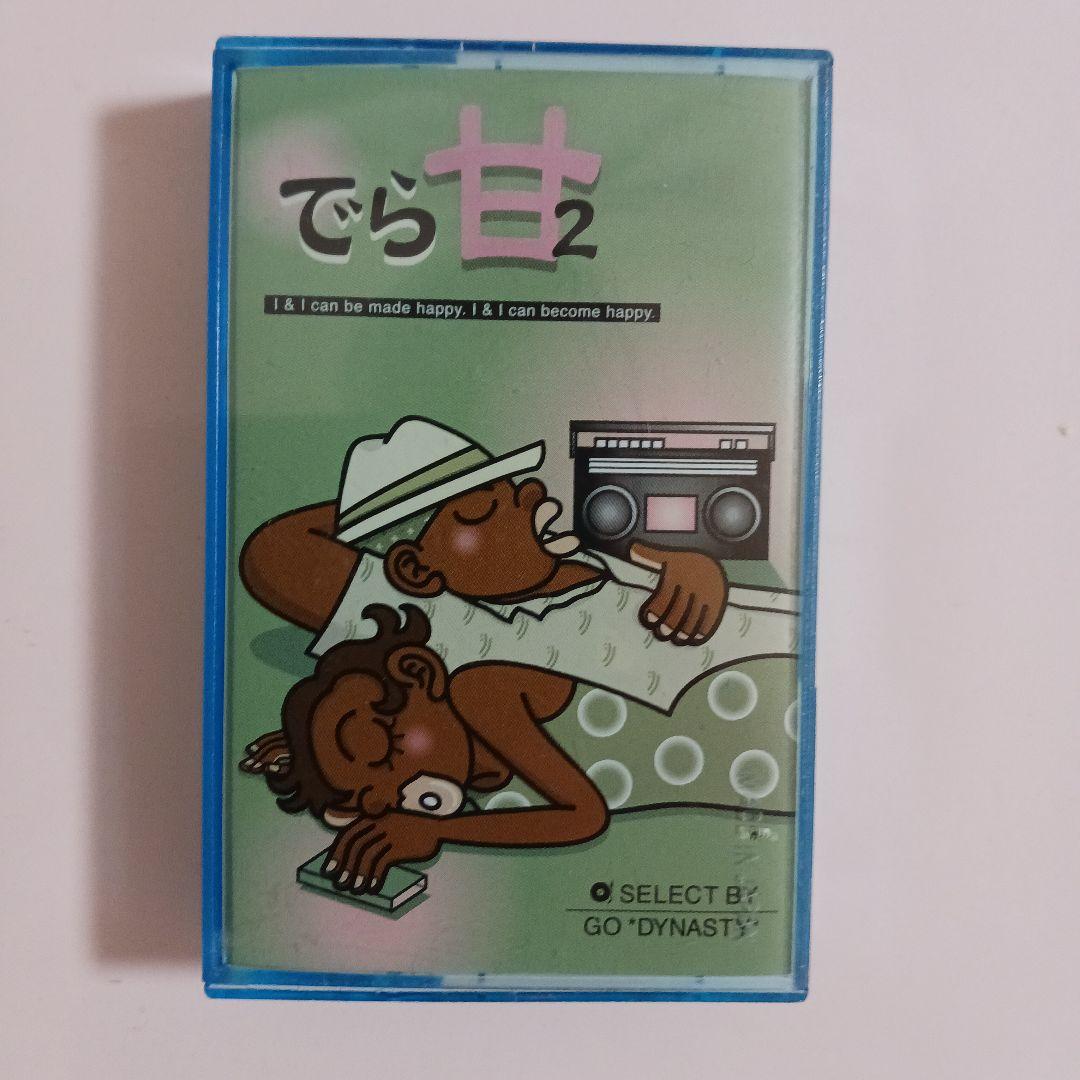 でら甘2
I & I can be made happy. I & I can become happy.
SELECT BY
GO *DYNASTY*